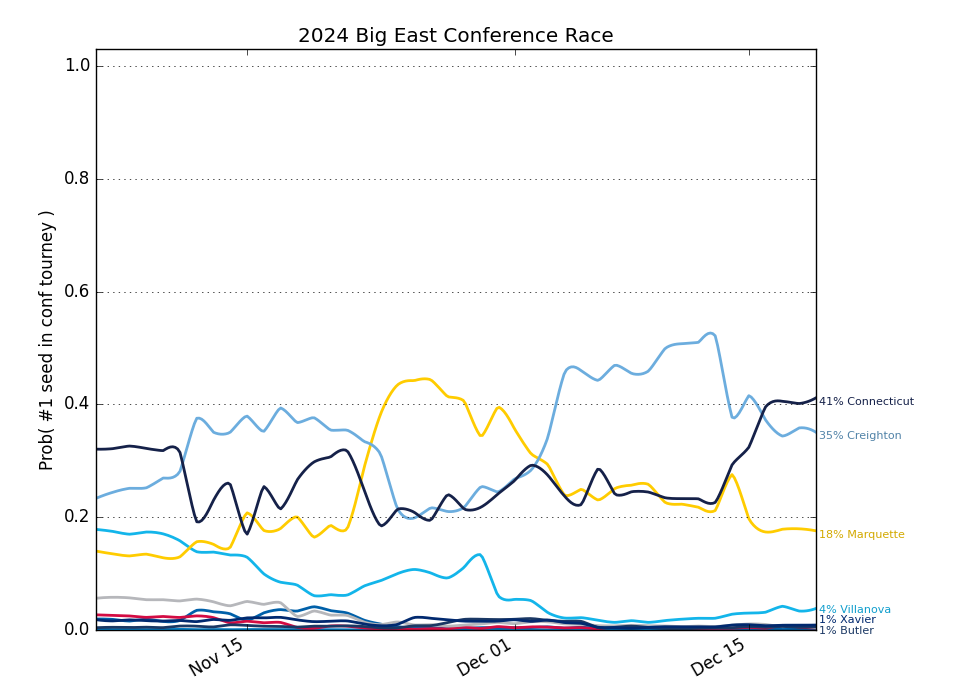 2024 Big East Conference Race
Prob( #1 seed in conf tourney )
1.0
0.8
0.6
0.4
0.2
0.0
Nov 15
Dec 01
Dec 15
41% Connecticut
35% Creighton
18% Marquette
4% Villanova
1% Xavier
1% Butler